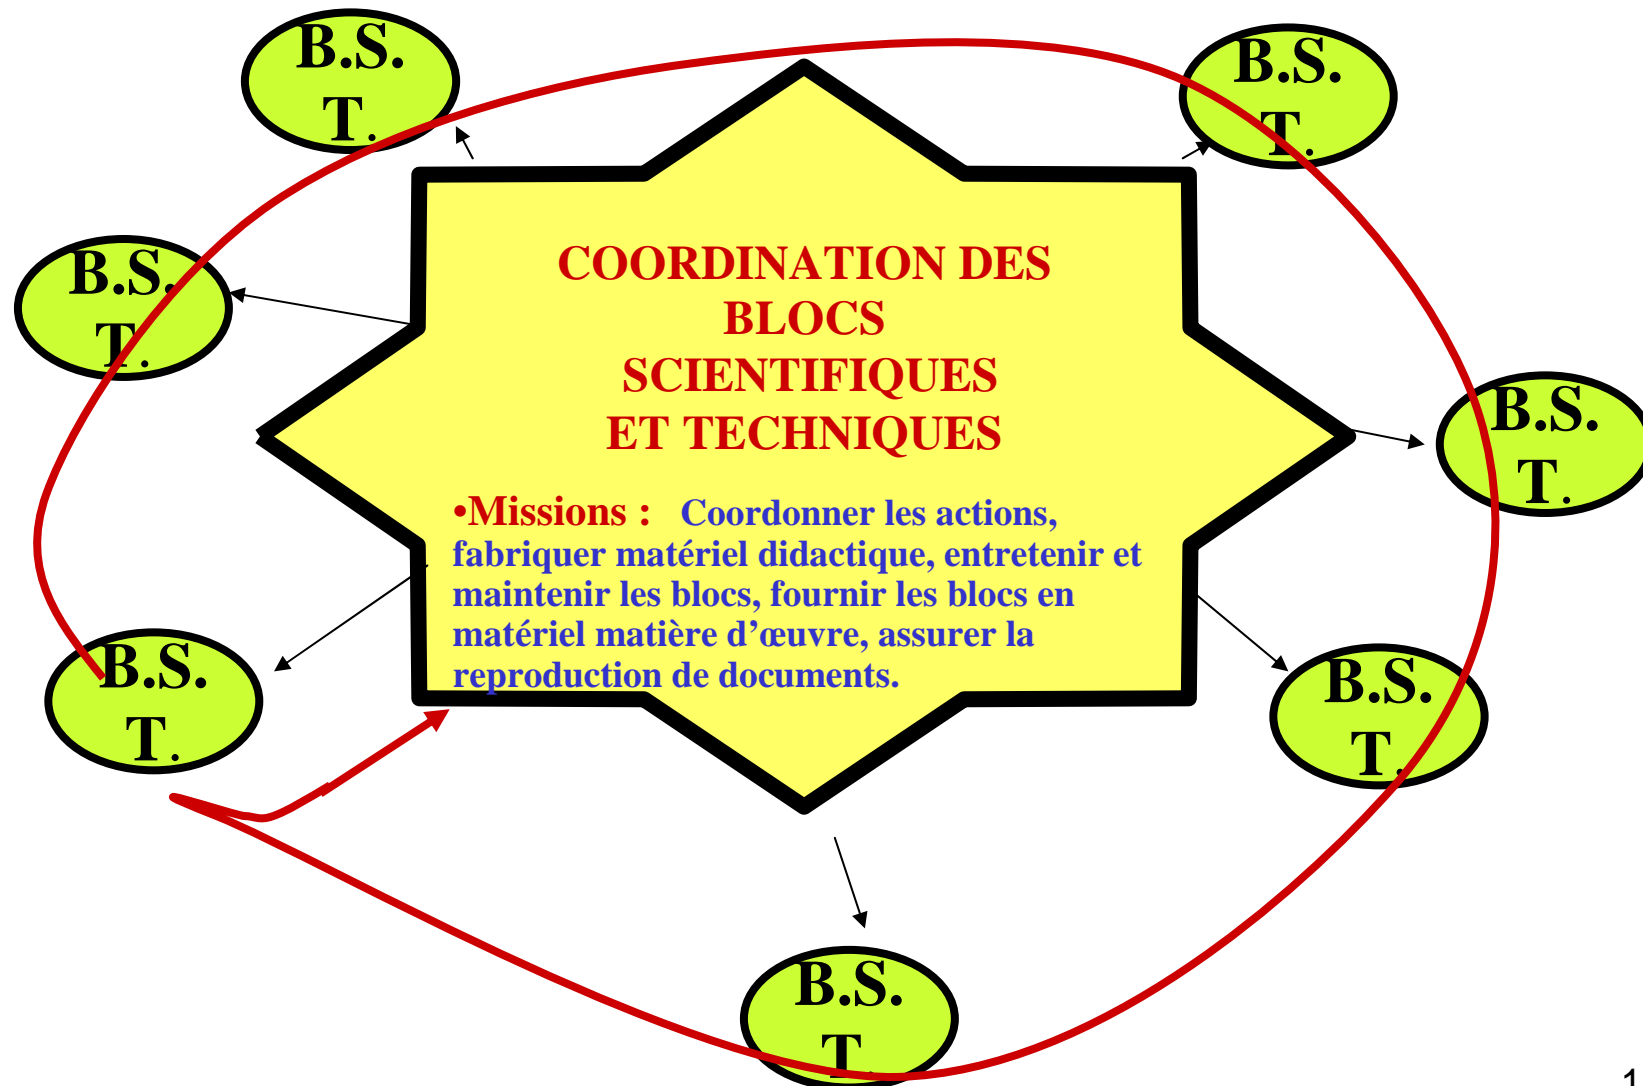 B.S.
T.
B.S.
T.
B.S.
T.
COORDINATION DES
BLOCS
SCIENTIFIQUES
ET TECHNIQUES
B.S.
T.
•Missions : Coordonner les actions,
fabriquer matériel didactique, entretenir et
maintenir les blocs, fournir les blocs en
matériel matière d’œuvre, assurer la
reproduction de documents.
B.S.
T.
B.S.
T.
B.S.
T.
1